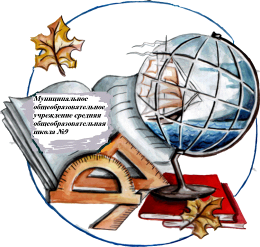 Муниципальное
общеобразовательное
учреждение средняя
общеобразовательная
школа №9